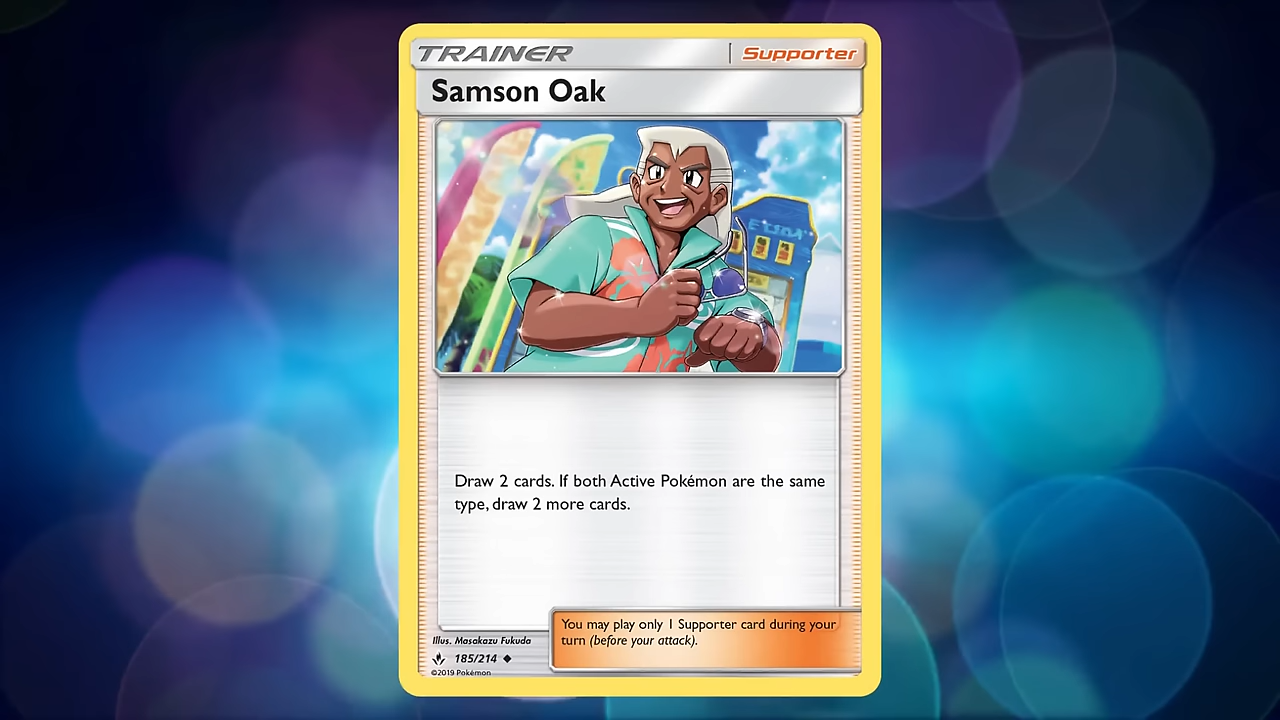 TRAINER
Supporter
Samson Oak
Draw 2 cards. If both Active Pokémon are the same
type, draw 2 more cards.
You may play only 1 Supporter card during your
turn (before your attack).
Illus. Masakazu Fukuda
185/214
©2019 Pokémon